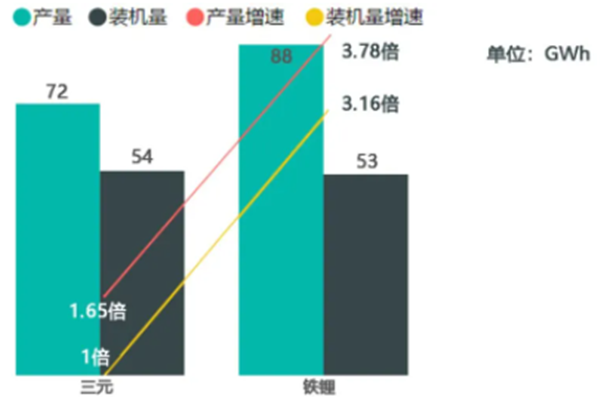 产量 装机量 产量增速 装机量增速
单位：GWh
3.78倍
88
3.16倍
72
54
53
1.65倍
1倍
三元 铁锂